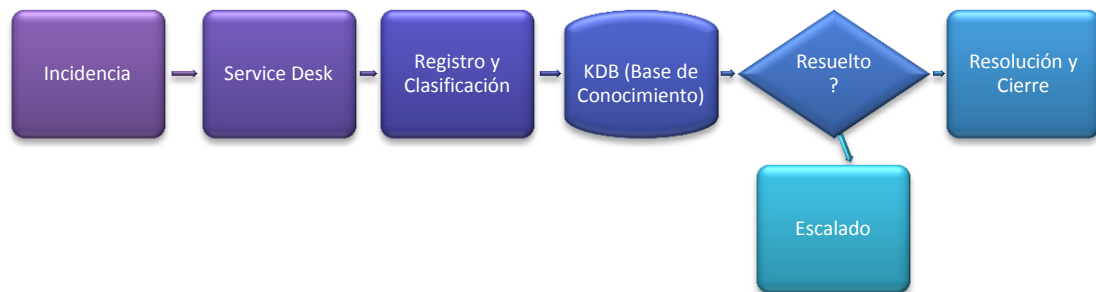 Incidencia
Service Desk
Registro y
Clasificación
KDB (Base de
Conocimiento)
Resuelto
?
Resolución y
Cierre
Escalado